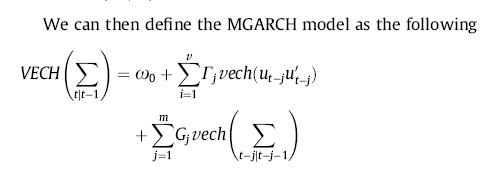 We can then define the MGARCH model as the following
VECH(∑_{t|t−1}) = ω₀ + ∑_{i=1}^{v} Γ_j vech(u_{t−j}u′_{t−j})
+ ∑_{j=1}^{m} G_j vech(∑_{t−j|t−j−1})